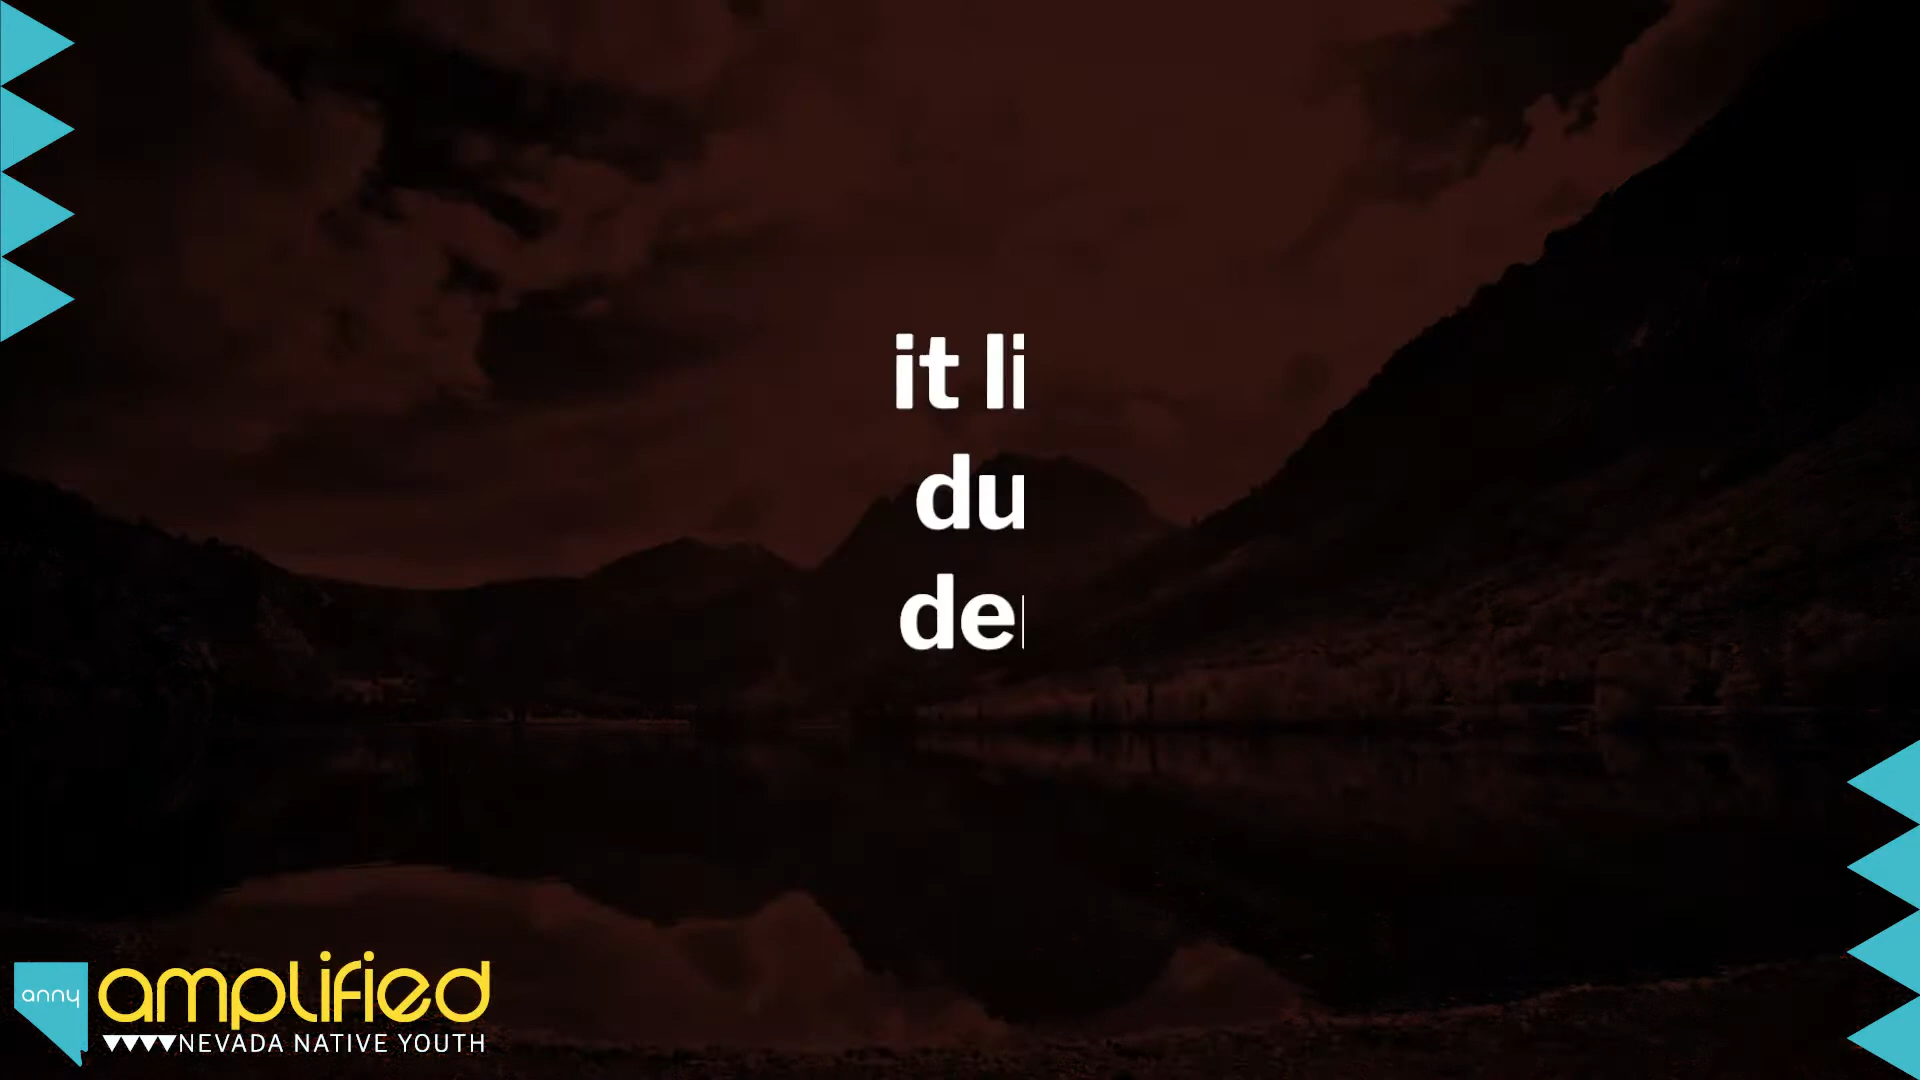 it li
du
de
anny
amplified
NEVADA NATIVE YOUTH